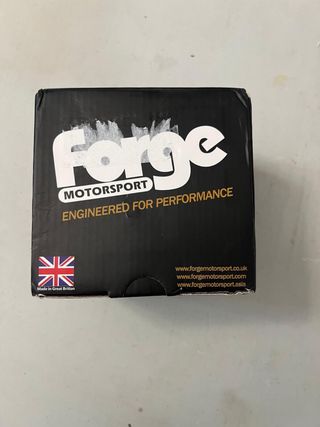 Forge
MOTORSPORT
ENGINEERED FOR PERFORMANCE
Made in Great Britain
www.forgemotorsport.co.uk
www.forgemotorsport.com
www.forgemotorsport.asia